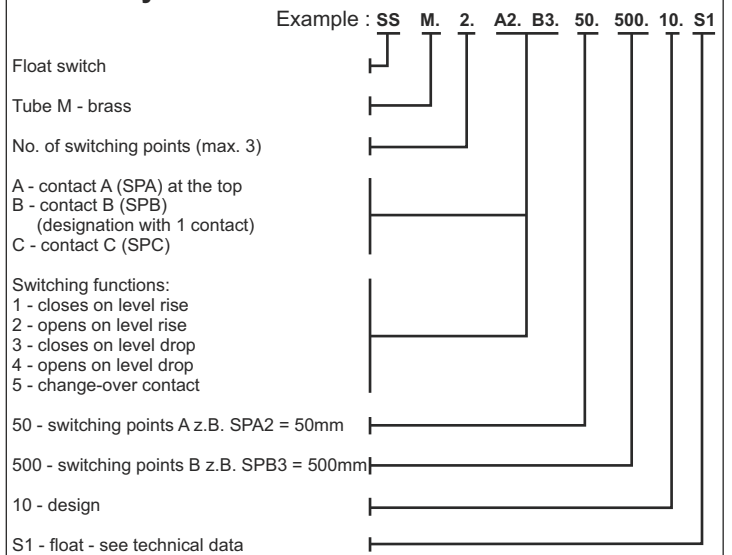 Example : SS M. 2. A2. B3. 50. 500. 10. S1
Float switch
Tube M - brass
No. of switching points (max. 3)
A - contact A (SPA) at the top
B - contact B (SPB)
(designation with 1 contact)
C - contact C (SPC)
Switching functions:
1 - closes on level rise
2 - opens on level rise
3 - closes on level drop
4 - opens on level drop
5 - change-over contact
50 - switching points A z.B. SPA2 = 50mm
500 - switching points B z.B. SPB3 = 500mm
10 - design
S1 - float - see technical data